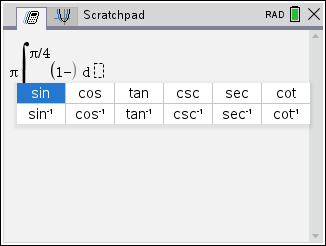 Scratchpad RAD
π/4
π∫ (1-) d
sin cos tan csc sec cot
sin⁻¹ cos⁻¹ tan⁻¹ csc⁻¹ sec⁻¹ cot⁻¹